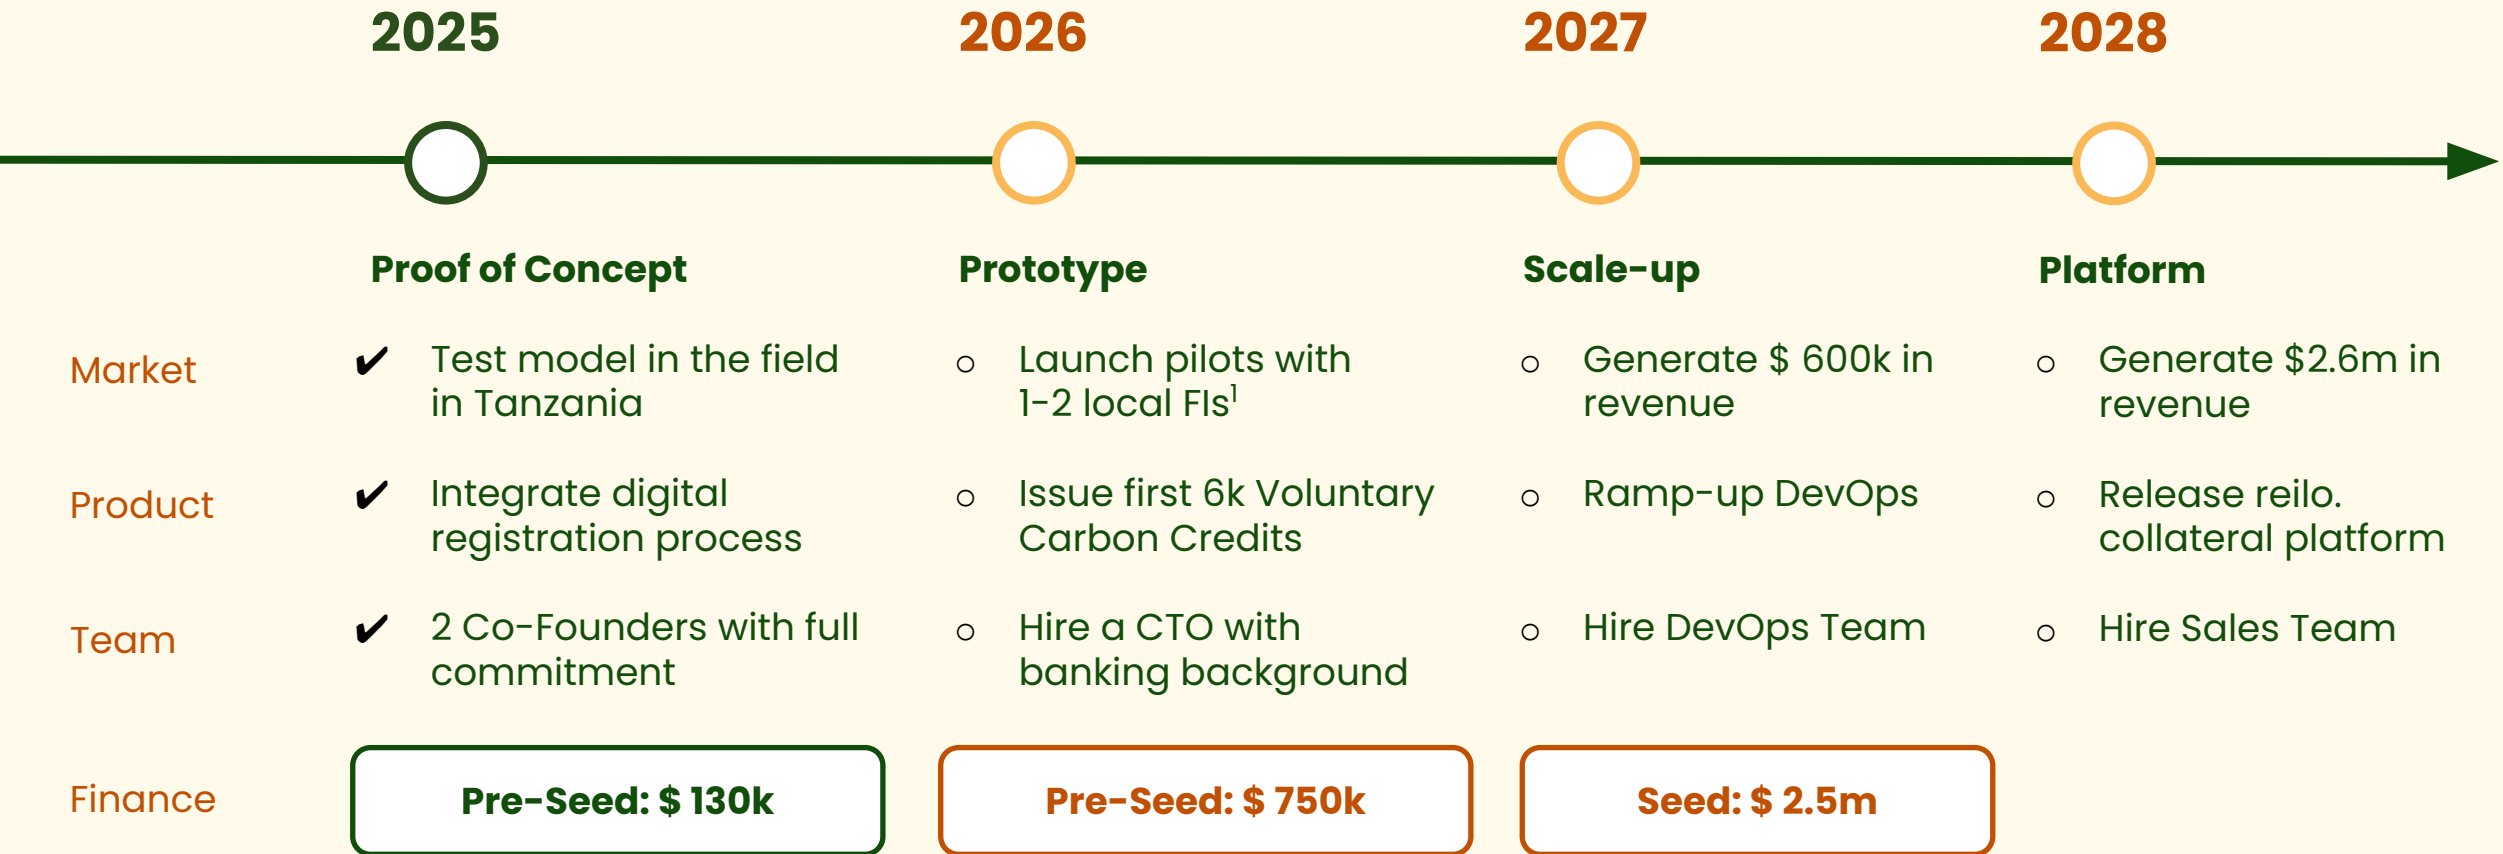 2025
2026
2027
2028
Proof of Concept
Prototype
Scale-up
Platform
Market
✔ Test model in the field
in Tanzania
○ Launch pilots with
1-2 local FIs¹
○ Generate $ 600k in
revenue
○ Generate $2.6m in
revenue
Product
✔ Integrate digital
registration process
○ Issue first 6k Voluntary
Carbon Credits
○ Ramp-up DevOps
○ Release reilo.
collateral platform
Team
✔ 2 Co-Founders with full
commitment
○ Hire a CTO with
banking background
○ Hire DevOps Team
○ Hire Sales Team
Finance
Pre-Seed: $ 130k
Pre-Seed: $ 750k
Seed: $ 2.5m